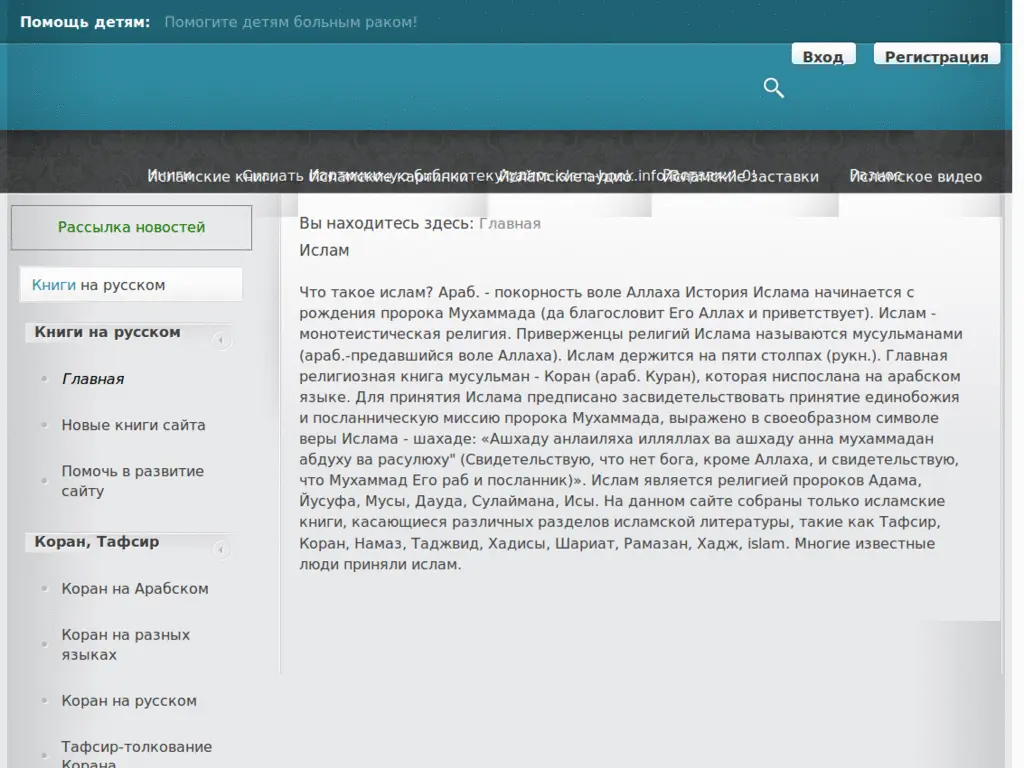 Помощь детям: Помогите детям больным раком!
Вход Регистрация
Исламские книги Исламские картинки Исламские аудио Исламские заставки Исламское видео
Рассылка новостей
Вы находитесь здесь: Главная
Ислам
Книги на русском
Книги на русском
Главная
Новые книги сайта
Помочь в развитие
сайту
Коран, Тафсир
Коран на Арабском
Коран на разных
языках
Коран на русском
Тафсир-толкование
Корана
Что такое ислам? Араб. - покорность воле Аллаха История Ислама начинается с
рождения пророка Мухаммада (да благословит Его Аллах и приветствует). Ислам -
монотеистическая религия. Приверженцы религий Ислама называются мусульманами
(араб.-предавшийся воле Аллаха). Ислам держится на пяти столпах (рукн.). Главная
религиозная книга мусульман - Коран (араб. Куран), которая ниспослана на арабском
языке. Для принятия Ислама предписано засвидетельствовать принятие единобожия
и посланническую миссию пророка Мухаммада, выражено в своеобразном символе
веры Ислама - шахаде: «Ашхаду анлаиляха илляллах ва ашхаду анна мухаммадан
абдуху ва расулюху" (Свидетельствую, что нет бога, кроме Аллаха, и свидетельствую,
что Мухаммад Его раб и посланник)». Ислам является религией пророков Адама,
Йусуфа, Мусы, Дауда, Сулаймана, Исы. На данном сайте собраны только исламские
книги, касающиеся различных разделов исламской литературы, такие как Тафсир,
Коран, Намаз, Таджвид, Хадисы, Шариат, Рамазан, Хадж, islam. Многие известные
люди приняли ислам.